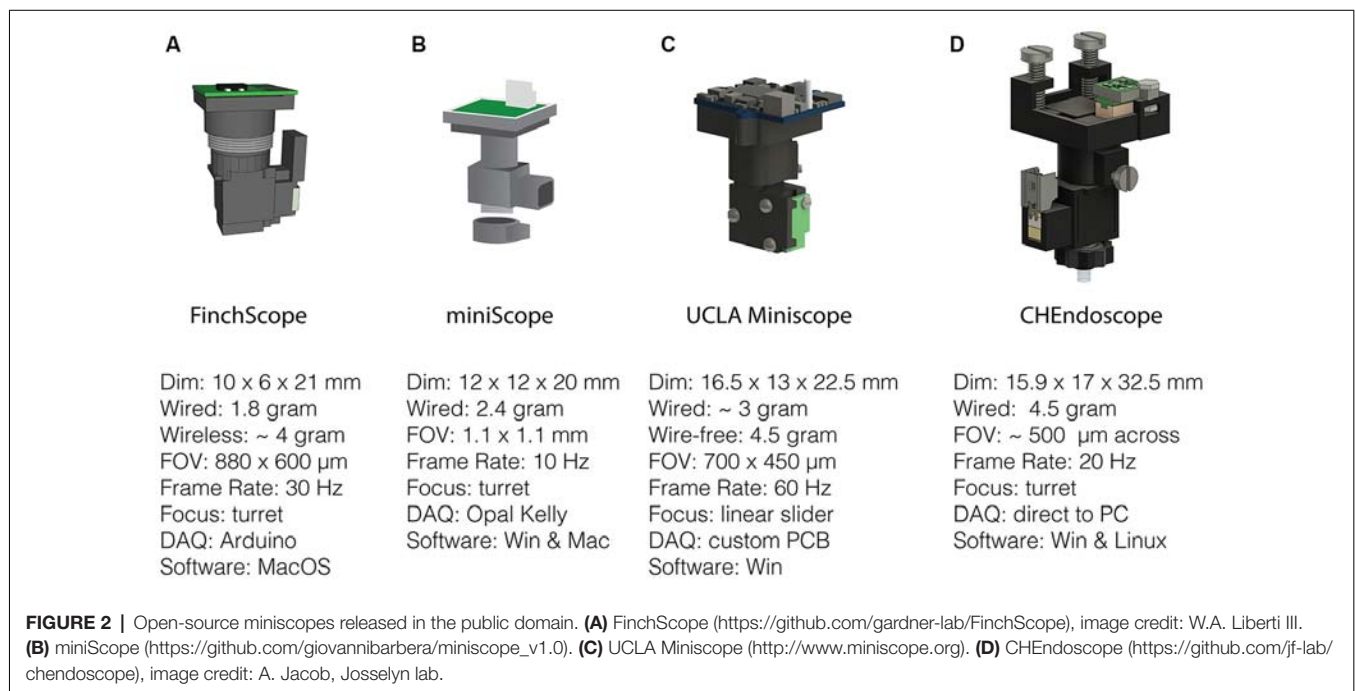 A
B
C
D
FinchScope
Dim: 10 x 6 x 21 mm
Wired: 1.8 gram
Wireless: ~ 4 gram
FOV: 880 x 600 µm
Frame Rate: 30 Hz
Focus: turret
DAQ: Arduino
Software: MacOS
miniScope
Dim: 12 x 12 x 20 mm
Wired: 2.4 gram
FOV: 1.1 x 1.1 mm
Frame Rate: 10 Hz
Focus: turret
DAQ: Opal Kelly
Software: Win & Mac
UCLA Miniscope
Dim: 16.5 x 13 x 22.5 mm
Wired: ~ 3 gram
Wire-free: 4.5 gram
FOV: 700 x 450 µm
Frame Rate: 60 Hz
Focus: linear slider
DAQ: custom PCB
Software: Win
CHEndoscope
Dim: 15.9 x 17 x 32.5 mm
Wired: 4.5 gram
FOV: ~ 500 µm across
Frame Rate: 20 Hz
Focus: turret
DAQ: direct to PC
Software: Win & Linux
FIGURE 2 | Open-source miniscopes released in the public domain. (A) FinchScope (https://github.com/gardner-lab/FinchScope), image credit: W.A. Liberti III.
(B) miniScope (https://github.com/giovannibarbera/miniscope_v1.0). (C) UCLA Miniscope (http://www.miniscope.org). (D) CHEndoscope (https://github.com/jf-lab/
chendoscope), image credit: A. Jacob, Josselyn lab.